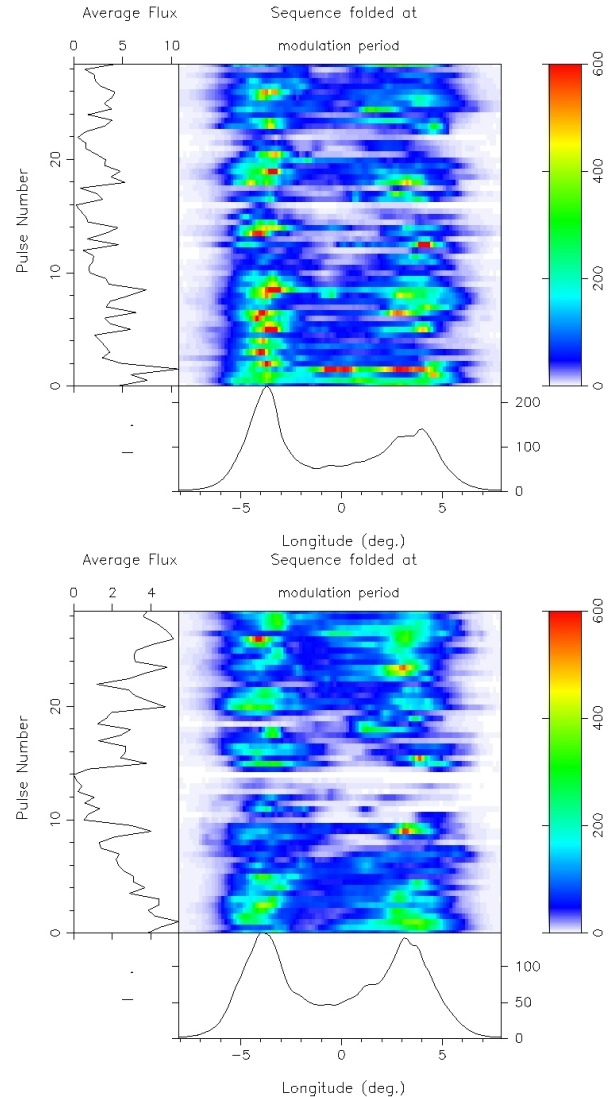 Average Flux
Sequence folded at
0 5 10
modulation period
Pulse Number
0 10 20
0 200 400 600
0 100 200
−5 0 5
Longitude (deg.)
Average Flux
Sequence folded at
0 2 4
modulation period
Pulse Number
0 10 20
0 200 400 600
0 50 100
−5 0 5
Longitude (deg.)